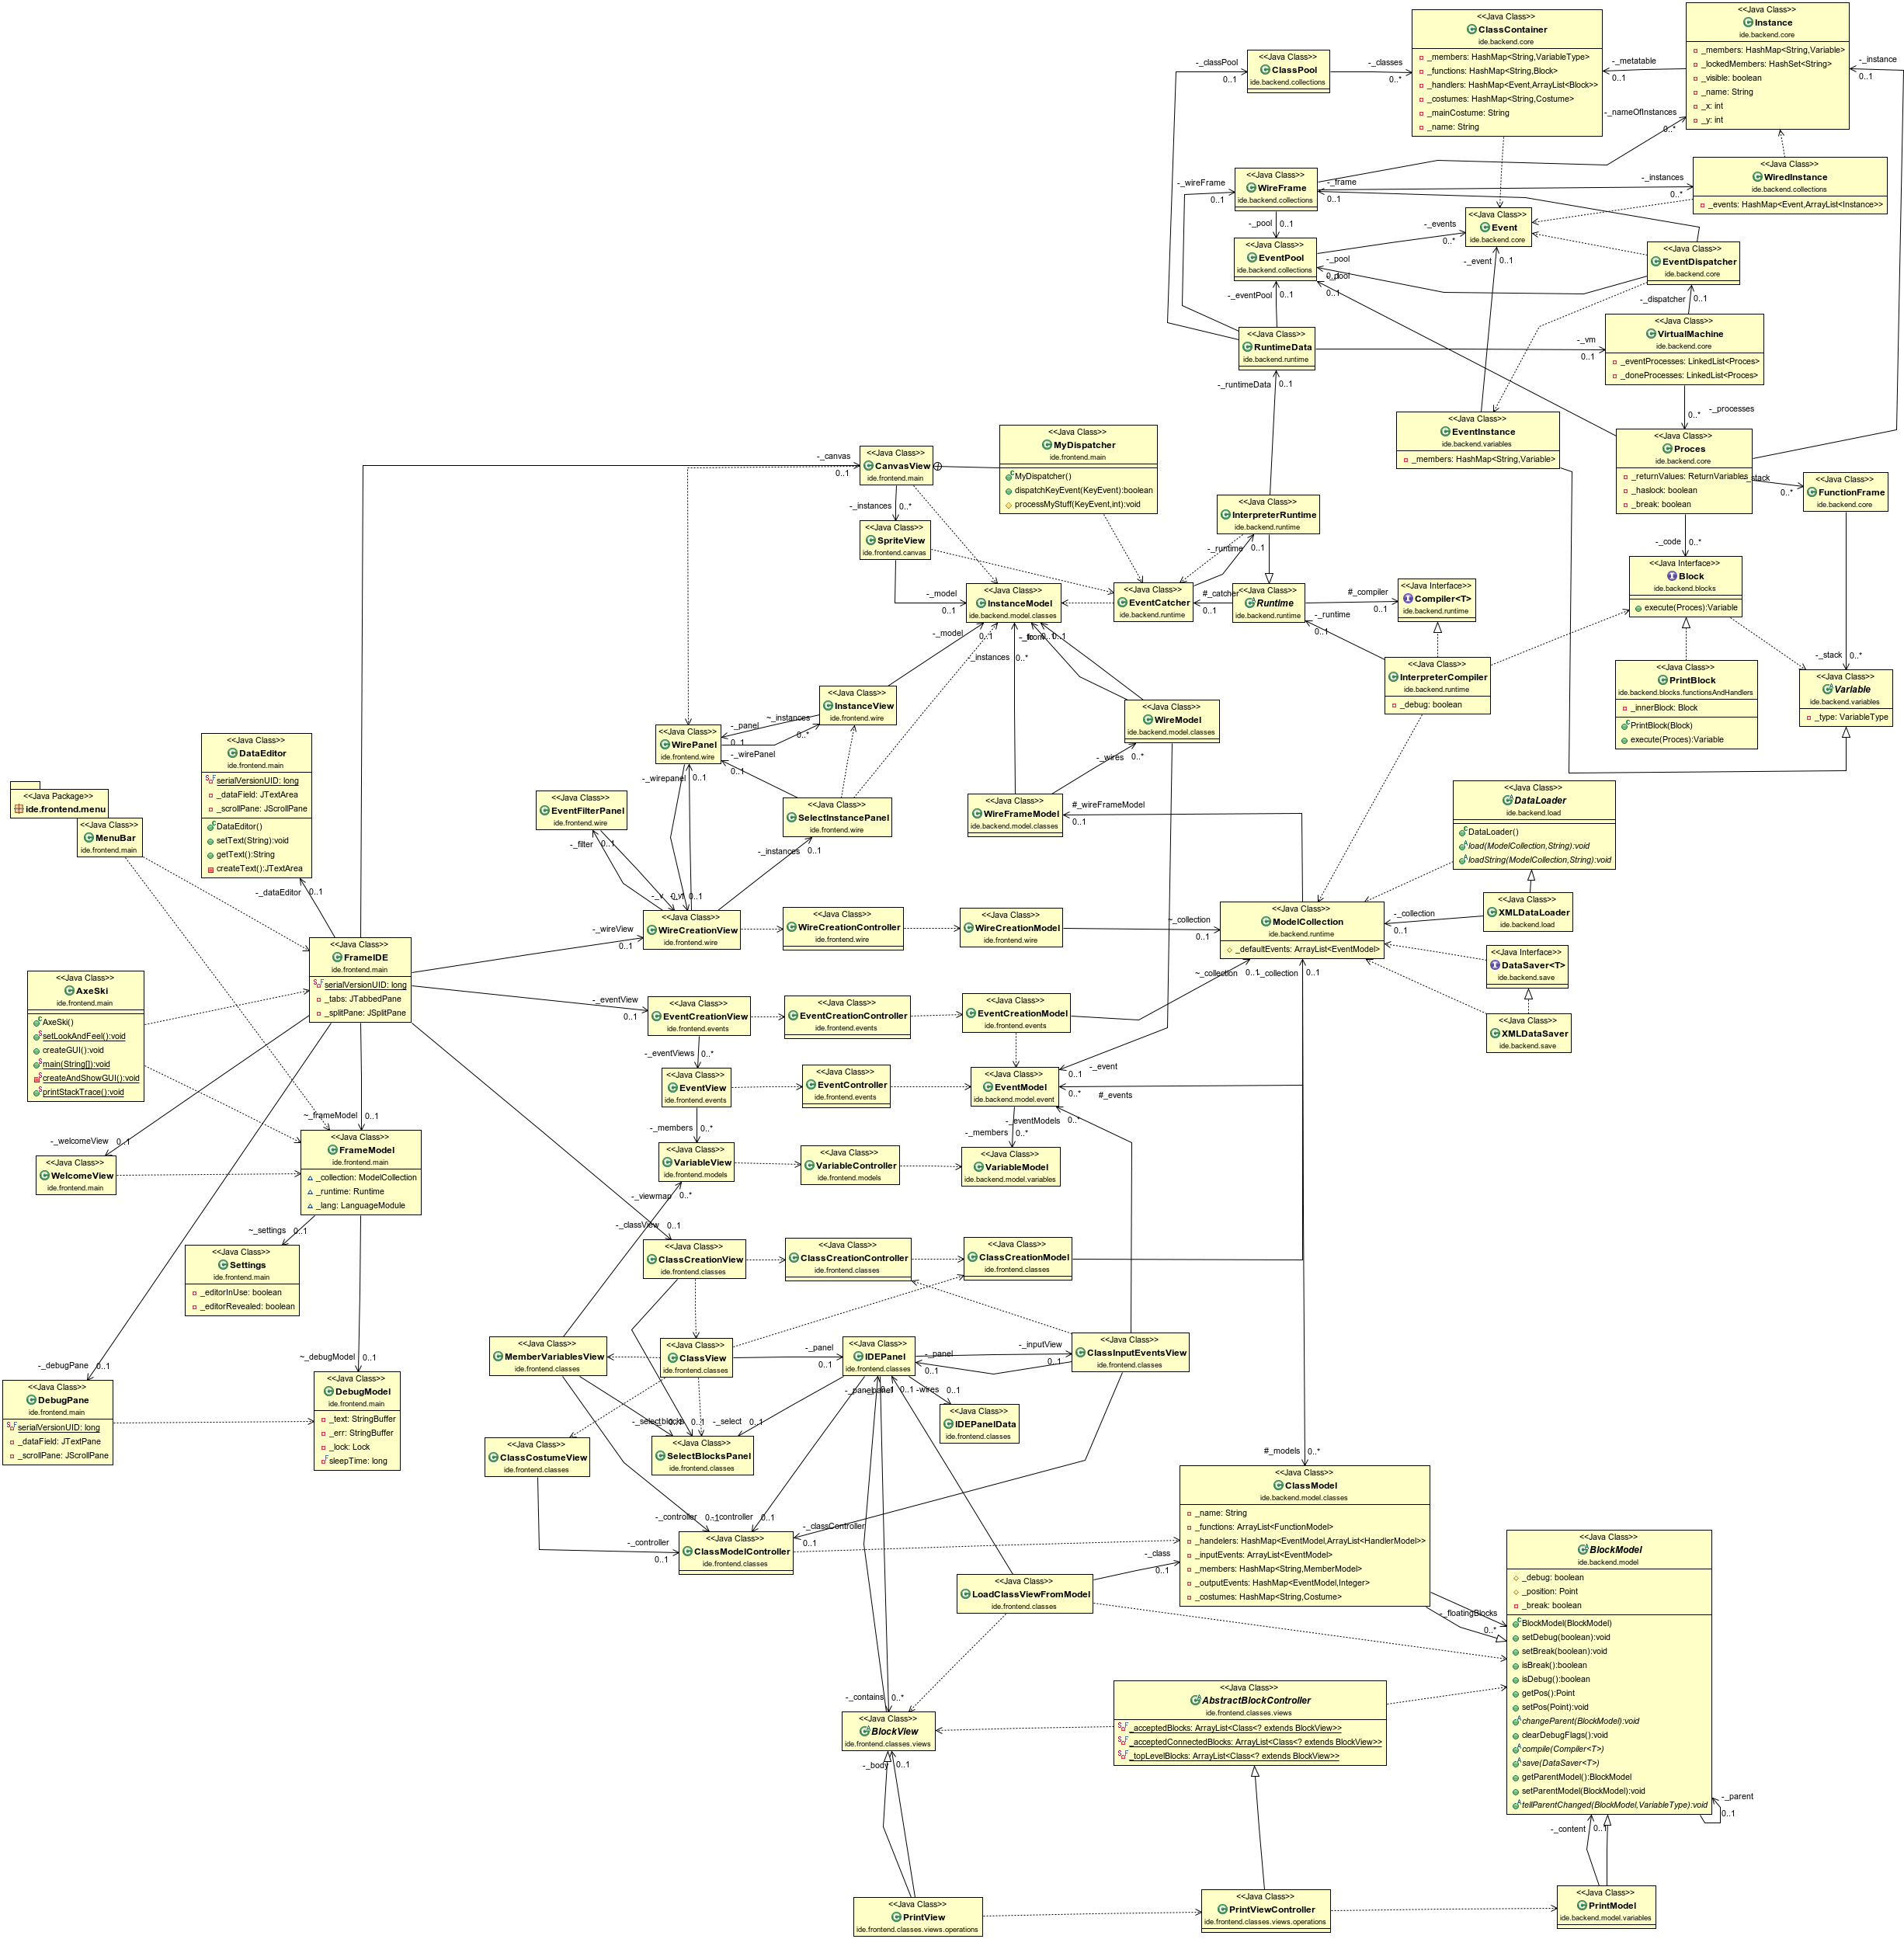 <<Java Class>>
ClassContainer
ide.backend.core
_members: HashMap<String,VariableType>
_functions: HashMap<String,Block>
_handlers: HashMap<Event,ArrayList<Block>>
_costumes: HashMap<String,Costume>
_mainCostume: String
_name: String
<<Java Class>>
Instance
ide.backend.core
_members: HashMap<String,Variable>
_lockedMembers: HashSet<String>
_visible: boolean
_name: String
_x: int
_y: int
<<Java Class>>
ClassPool
ide.backend.collections
-_classPool
0..1
-_classes
0..*
-_metatable
0..1
-_instance
0..1
-_nameOfInstances
0..*
<<Java Class>>
WireFrame
ide.backend.collections
-_wireFrame
0..1
-_frame
0..1
-_instances
0..*
<<Java Class>>
WiredInstance
ide.backend.collections
_events: HashMap<Event,ArrayList<Instance>>
<<Java Class>>
Event
ide.backend.core
-_pool
0..1
-_events
0..*
<<Java Class>>
EventPool
ide.backend.collections
-_pool
-_pool
0..1
-_event
0..1
<<Java Class>>
EventDispatcher
ide.backend.core
-_eventPool
0..1
-_dispatcher
0..1
<<Java Class>>
RuntimeData
ide.backend.runtime
-_vm
0..1
<<Java Class>>
VirtualMachine
ide.backend.core
_eventProcesses: LinkedList<Proces>
_doneProcesses: LinkedList<Proces>
-_runtimeData
0..1
-_processes
0..*
<<Java Class>>
EventInstance
ide.backend.variables
_members: HashMap<String,Variable>
<<Java Class>>
Proces
ide.backend.core
_returnValues: ReturnVariables
_haslock: boolean
_break: boolean
_stack
0..*
<<Java Class>>
FunctionFrame
ide.backend.core
<<Java Class>>
CanvasView
ide.frontend.main
-_canvas
0..1
<<Java Class>>
MyDispatcher
ide.frontend.main
MyDispatcher()
dispatchKeyEvent(KeyEvent):boolean
processMyStuff(KeyEvent,int):void
-_instances
0..*
<<Java Class>>
SpriteView
ide.frontend.canvas
<<Java Class>>
InterpreterRuntime
ide.backend.runtime
-_runtime
0..1
-_code
0..*
<<Java Interface>>
Block
ide.backend.blocks
execute(Proces):Variable
-_model
0..1
<<Java Class>>
InstanceModel
ide.backend.model.classes
<<Java Class>>
EventCatcher
ide.backend.runtime
#_catcher
0..1
<<Java Class>>
Runtime
ide.backend.runtime
#_compiler
0..1
<<Java Interface>>
Compiler<T>
ide.backend.runtime
-_runtime
0..1
-_model
0..1
-_instances
0..*
<<Java Class>>
InterpreterCompiler
ide.backend.runtime
_debug: boolean
<<Java Class>>
PrintBlock
ide.backend.blocks.functionsAndHandlers
_innerBlock: Block
PrintBlock(Block)
execute(Proces):Variable
-_stack
0..*
<<Java Class>>
Variable
ide.backend.variables
_type: VariableType
<<Java Class>>
InstanceView
ide.frontend.wire
~_instances
0..*
-_panel
0..1
<<Java Class>>
WirePanel
ide.frontend.wire
-_wirePanel
0..1
-_wirepanel
0..1
<<Java Class>>
WireModel
ide.backend.model.classes
-_wires
0..*
<<Java Class>>
DataEditor
ide.frontend.main
serialVersionUID: long
_dataField: JTextArea
_scrollPane: JScrollPane
DataEditor()
setText(String):void
getText():String
createText():JTextArea
<<Java Package>>
ide.frontend.menu
<<Java Class>>
MenuBar
ide.frontend.main
<<Java Class>>
EventFilterPanel
ide.frontend.wire
-_filter
0..1
<<Java Class>>
SelectInstancePanel
ide.frontend.wire
-_instances
0..1
<<Java Class>>
WireFrameModel
ide.backend.model.classes
#_wireFrameModel
0..1
<<Java Class>>
DataLoader
ide.backend.load
DataLoader()
load(ModelCollection,String):void
loadString(ModelCollection,String):void
-_dataEditor
0..1
<<Java Class>>
XMLDataLoader
ide.backend.load
-_collection
0..1
<<Java Class>>
WireCreationView
ide.frontend.wire
-_wireView
0..1
<<Java Class>>
WireCreationController
ide.frontend.wire
<<Java Class>>
WireCreationModel
ide.frontend.wire
~_collection
0..1
<<Java Class>>
ModelCollection
ide.backend.runtime
_defaultEvents: ArrayList<EventModel>
<<Java Interface>>
DataSaver<T>
ide.backend.save
<<Java Class>>
XMLDataSaver
ide.backend.save
<<Java Class>>
FrameIDE
ide.frontend.main
serialVersionUID: long
_tabs: JTabbedPane
_splitPane: JSplitPane
<<Java Class>>
AxeSki
ide.frontend.main
AxeSki()
setLookAndFeel():void
createGUI():void
main(String[]):void
createAndShowGUI():void
printStackTrace():void
-_eventView
0..1
<<Java Class>>
EventCreationView
ide.frontend.events
<<Java Class>>
EventCreationController
ide.frontend.events
<<Java Class>>
EventCreationModel
ide.frontend.events
~_collection
0..1
_collection
0..1
-_eventViews
0..*
<<Java Class>>
EventView
ide.frontend.events
<<Java Class>>
EventController
ide.frontend.events
<<Java Class>>
EventModel
ide.backend.model.event
-_event
0..1
#_events
0..*
-_members
0..*
-_members
0..*
_eventModels
0..*
<<Java Class>>
VariableView
ide.frontend.models
<<Java Class>>
VariableController
ide.frontend.models
<<Java Class>>
VariableModel
ide.backend.model.variables
~_frameModel
0..1
-_welcomeView
0..1
<<Java Class>>
WelcomeView
ide.frontend.main
<<Java Class>>
FrameModel
ide.frontend.main
_collection: ModelCollection
_runtime: Runtime
_lang: LanguageModule
~_settings
0..1
<<Java Class>>
Settings
ide.frontend.main
_editorInUse: boolean
_editorRevealed: boolean
-_viewmap
0..*
-_classView
0..1
<<Java Class>>
ClassCreationView
ide.frontend.classes
<<Java Class>>
ClassCreationController
ide.frontend.classes
<<Java Class>>
ClassCreationModel
ide.frontend.classes
<<Java Class>>
MemberVariablesView
ide.frontend.classes
<<Java Class>>
ClassView
ide.frontend.classes
-_panel
0..1
<<Java Class>>
IDEPanel
ide.frontend.classes
-_inputView
0..1
-_panel
0..1
<<Java Class>>
ClassInputEventsView
ide.frontend.classes
~_debugModel
0..1
-_debugPane
0..1
<<Java Class>>
DebugPane
ide.frontend.main
serialVersionUID: long
_dataField: JTextPane
_scrollPane: JScrollPane
<<Java Class>>
DebugModel
ide.frontend.main
_text: StringBuffer
_err: StringBuffer
_lock: Lock
sleepTime: long
-wires
0..1
<<Java Class>>
IDEPanelData
ide.frontend.classes
-_select
0..1
<<Java Class>>
ClassCostumeView
ide.frontend.classes
<<Java Class>>
SelectBlocksPanel
ide.frontend.classes
#_models
0..*
<<Java Class>>
ClassModel
ide.backend.model.classes
_name: String
_functions: ArrayList<FunctionModel>
_handelers: HashMap<EventModel,ArrayList<HandlerModel>>
_inputEvents: ArrayList<EventModel>
_members: HashMap<String,MemberModel>
_outputEvents: HashMap<EventModel,Integer>
_costumes: HashMap<String,Costume>
-_controller
-_controller
0..1
-_classController
0..1
-_controller
0..1
<<Java Class>>
ClassModelController
ide.frontend.classes
-_class
0..1
<<Java Class>>
LoadClassViewFromModel
ide.frontend.classes
-_floatingBlocks
0..*
<<Java Class>>
BlockModel
ide.backend.model
_debug: boolean
_position: Point
_break: boolean
BlockModel(BlockModel)
setDebug(boolean):void
setBreak(boolean):void
isBreak():boolean
isDebug():boolean
getPos():Point
setPos(Point):void
changeParent(BlockModel):void
clearDebugFlags():void
compile(Compiler<T>)
save(DataSaver<T>)
getParentModel():BlockModel
setParentModel(BlockModel):void
tellParentChanged(BlockModel,VariableType):void
-_parent
0..1
-_contains
0..*
<<Java Class>>
BlockView
ide.frontend.classes.views
-_body
0..1
<<Java Class>>
AbstractBlockController
ide.frontend.classes.views
_acceptedBlocks: ArrayList<Class<? extends BlockView>>
_acceptedConnectedBlocks: ArrayList<Class<? extends BlockView>>
_topLevelBlocks: ArrayList<Class<? extends BlockView>>
-_content
0..1
<<Java Class>>
PrintView
ide.frontend.classes.views.operations
<<Java Class>>
PrintViewController
ide.frontend.classes.views.operations
<<Java Class>>
PrintModel
ide.backend.model.variables